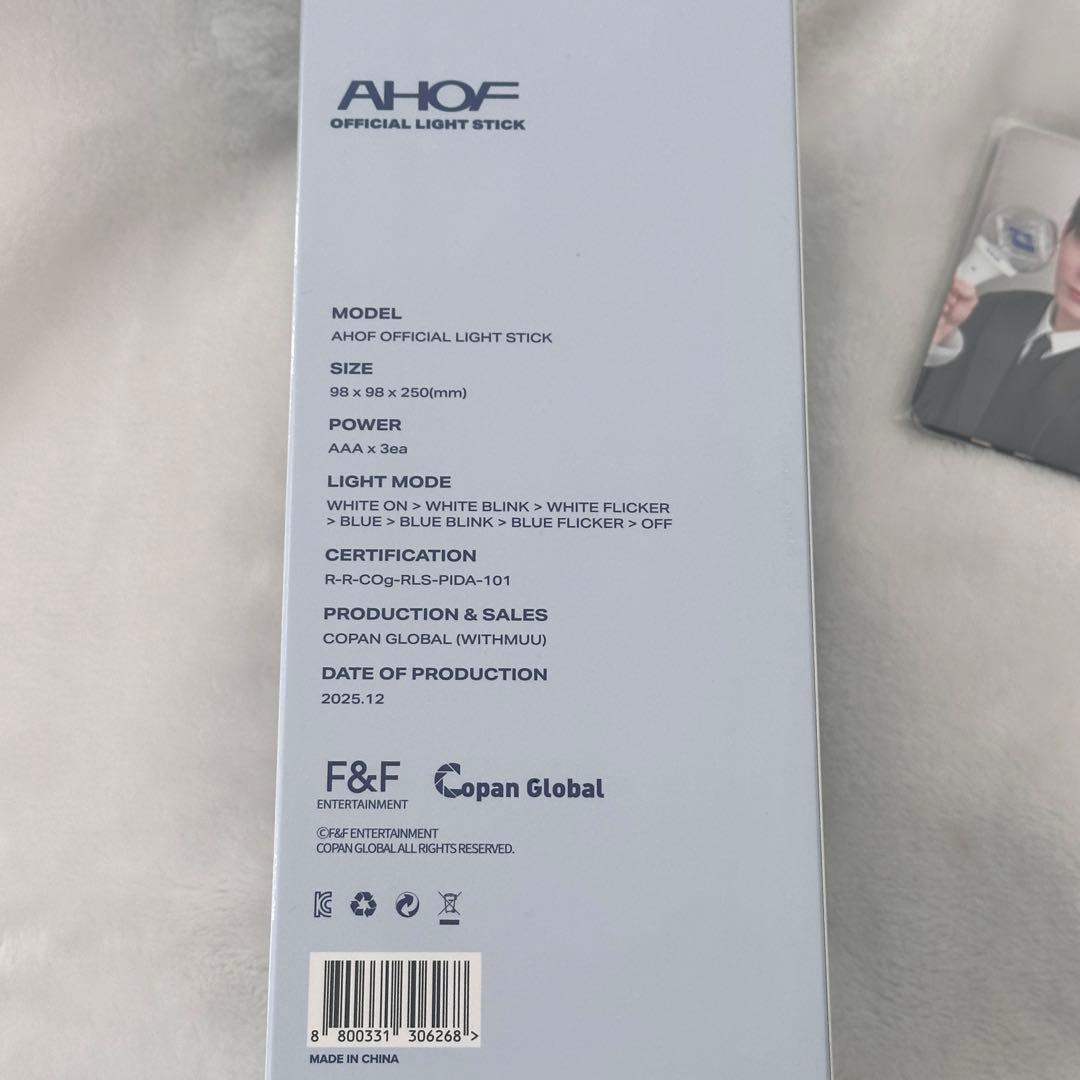 AHOF
OFFICIAL LIGHT STICK
MODEL
AHOF OFFICIAL LIGHT STICK
SIZE
98 x 98 x 250(mm)
POWER
AAA x 3ea
LIGHT MODE
WHITE ON > WHITE BLINK > WHITE FLICKER
> BLUE > BLUE BLINK > BLUE FLICKER > OFF
CERTIFICATION
R-R-COg-RLS-PIDA-101
PRODUCTION & SALES
COPAN GLOBAL (WITHMUU)
DATE OF PRODUCTION
2025.12
F&F
ENTERTAINMENT
Copan Global
©F&F ENTERTAINMENT
COPAN GLOBAL ALL RIGHTS RESERVED.
8 800331 306268 >
MADE IN CHINA